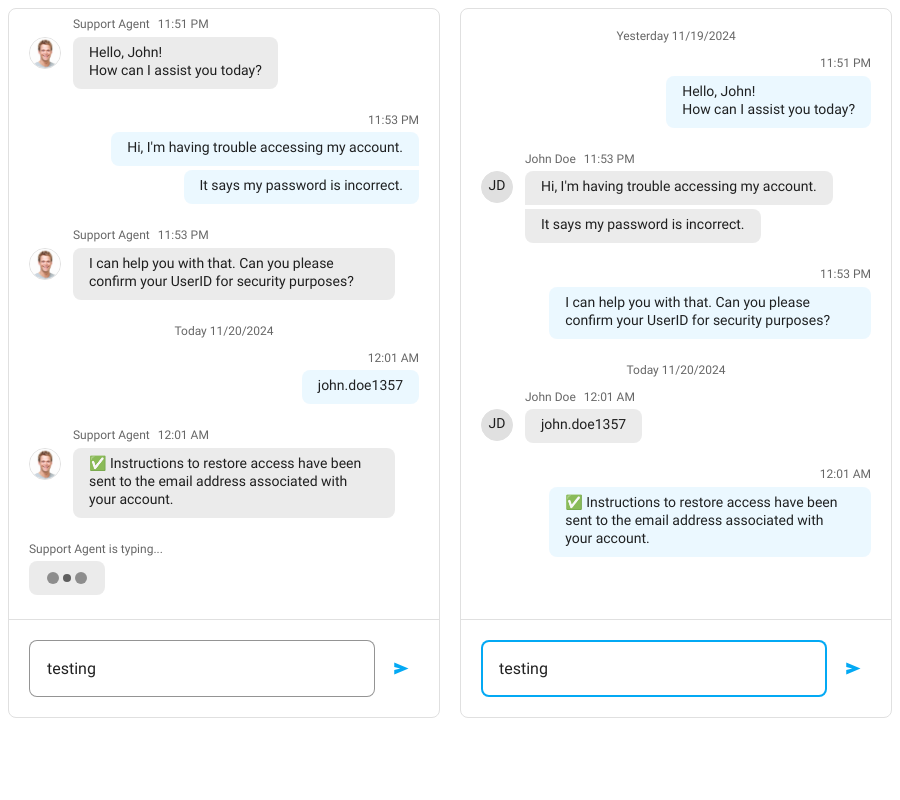 Support Agent 11:51 PM
Hello, John!
How can I assist you today?
11:53 PM
Hi, I'm having trouble accessing my account.
It says my password is incorrect.
Support Agent 11:53 PM
I can help you with that. Can you please
confirm your UserID for security purposes?
Today 11/20/2024
12:01 AM
john.doe1357
Support Agent 12:01 AM
✅ Instructions to restore access have been
sent to the email address associated with
your account.
Support Agent is typing...
testing
Yesterday 11/19/2024
11:51 PM
Hello, John!
How can I assist you today?
John Doe 11:53 PM
JD
Hi, I'm having trouble accessing my account.
It says my password is incorrect.
11:53 PM
I can help you with that. Can you please
confirm your UserID for security purposes?
Today 11/20/2024
John Doe 12:01 AM
JD
john.doe1357
12:01 AM
✅ Instructions to restore access have been
sent to the email address associated with
your account.
testing